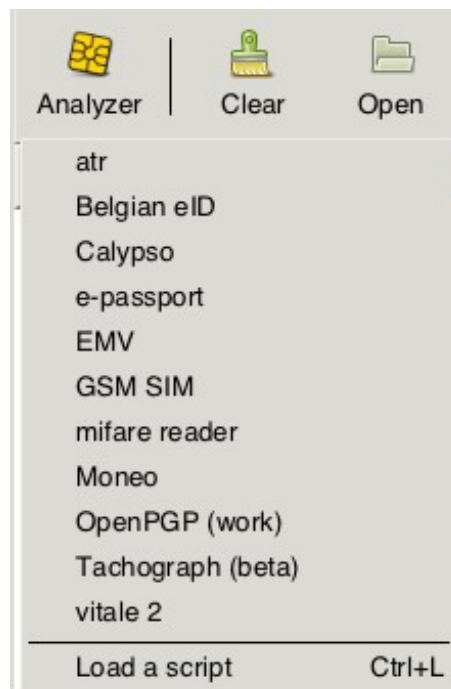 Analyzer Clear Open
atr
Belgian eID
Calypso
e-passport
EMV
GSM SIM
mifare reader
Moneo
OpenPGP (work)
Tachograph (beta)
vitale 2
Load a script Ctrl+L